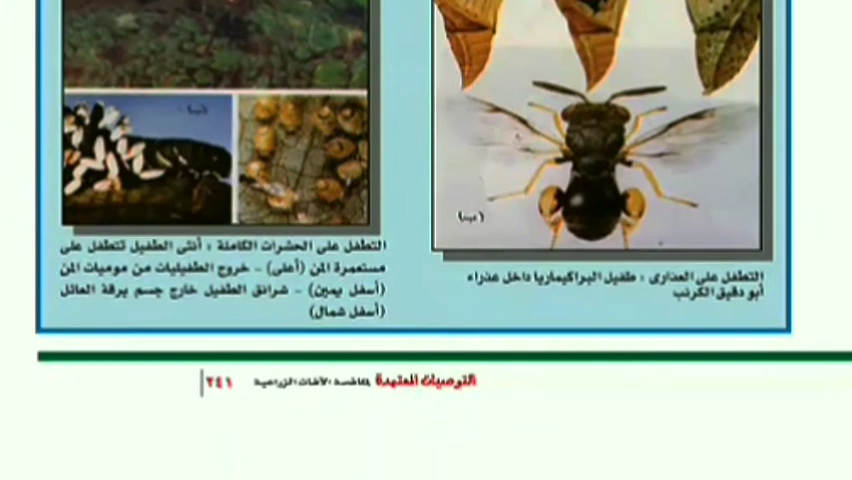 التطفل على العذارى : طفيل البراكيماريا داخل عذراء
أبو دقيق الكرنب
التطفل على الحشرات الكاملة : أنثى الطفيل تتطفل على
مستعمرة المن (أعلى) - خروج الطفيليات من موميات المن
(أسفل يمين) - شرانق الطفيل خارج جسم يرقة العائل
(أسفل شمال)
التوصيات المعتمدة لمكافحة الآفات الزراعية ٢٤١